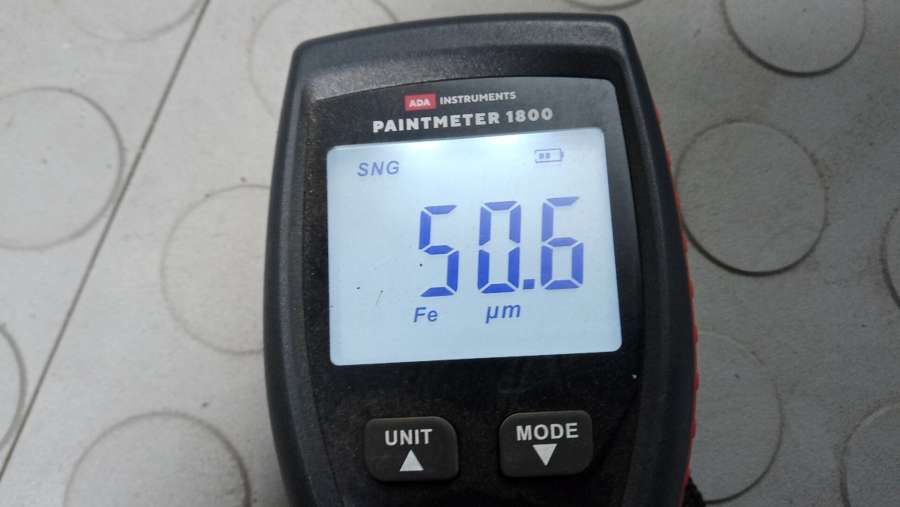 ADA INSTRUMENTS
PAINTMETER 1800
SNG
50.6
Fe µm
UNIT MODE